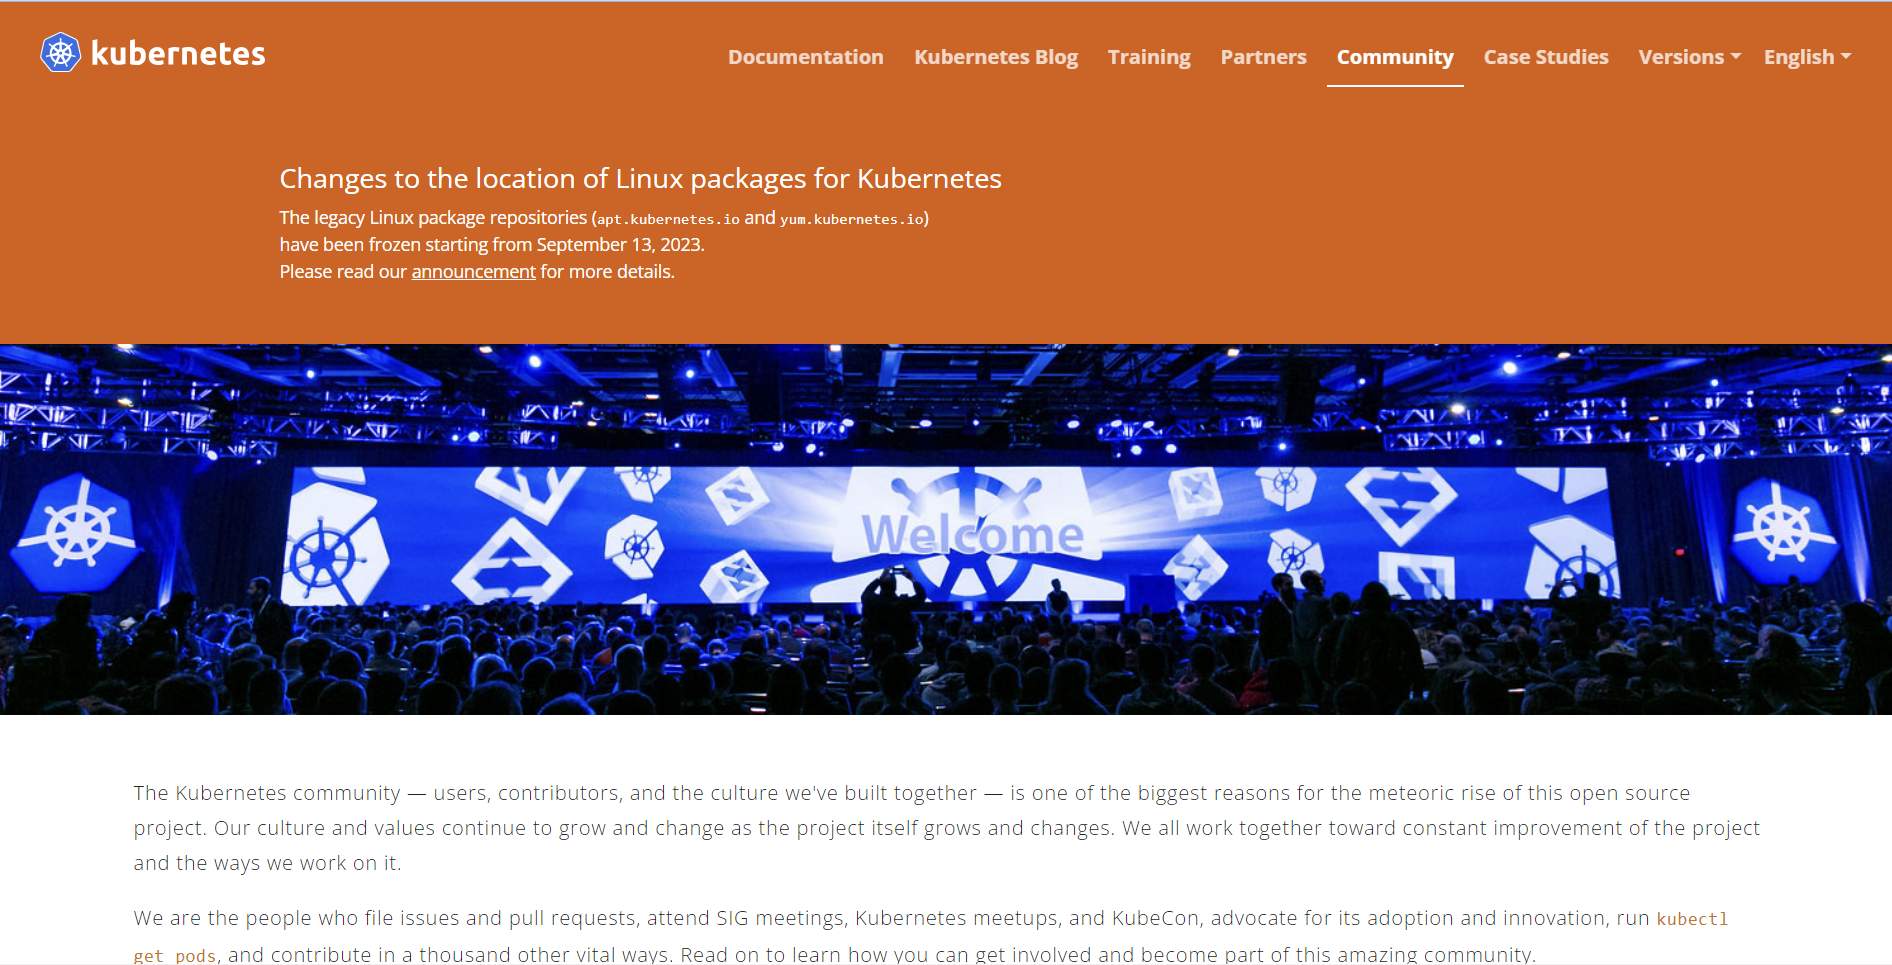 kubernetes
Documentation Kubernetes Blog Training Partners Community Case Studies Versions English
Changes to the location of Linux packages for Kubernetes
The legacy Linux package repositories (apt.kubernetes.io and yum.kubernetes.io)
have been frozen starting from September 13, 2023.
Please read our announcement for more details.
Welcome
The Kubernetes community — users, contributors, and the culture we've built together — is one of the biggest reasons for the meteoric rise of this open source
project. Our culture and values continue to grow and change as the project itself grows and changes. We all work together toward constant improvement of the project
and the ways we work on it.
We are the people who file issues and pull requests, attend SIG meetings, Kubernetes meetups, and KubeCon, advocate for its adoption and innovation, run kubectl
get pods, and contribute in a thousand other vital ways. Read on to learn how you can get involved and become part of this amazing community.